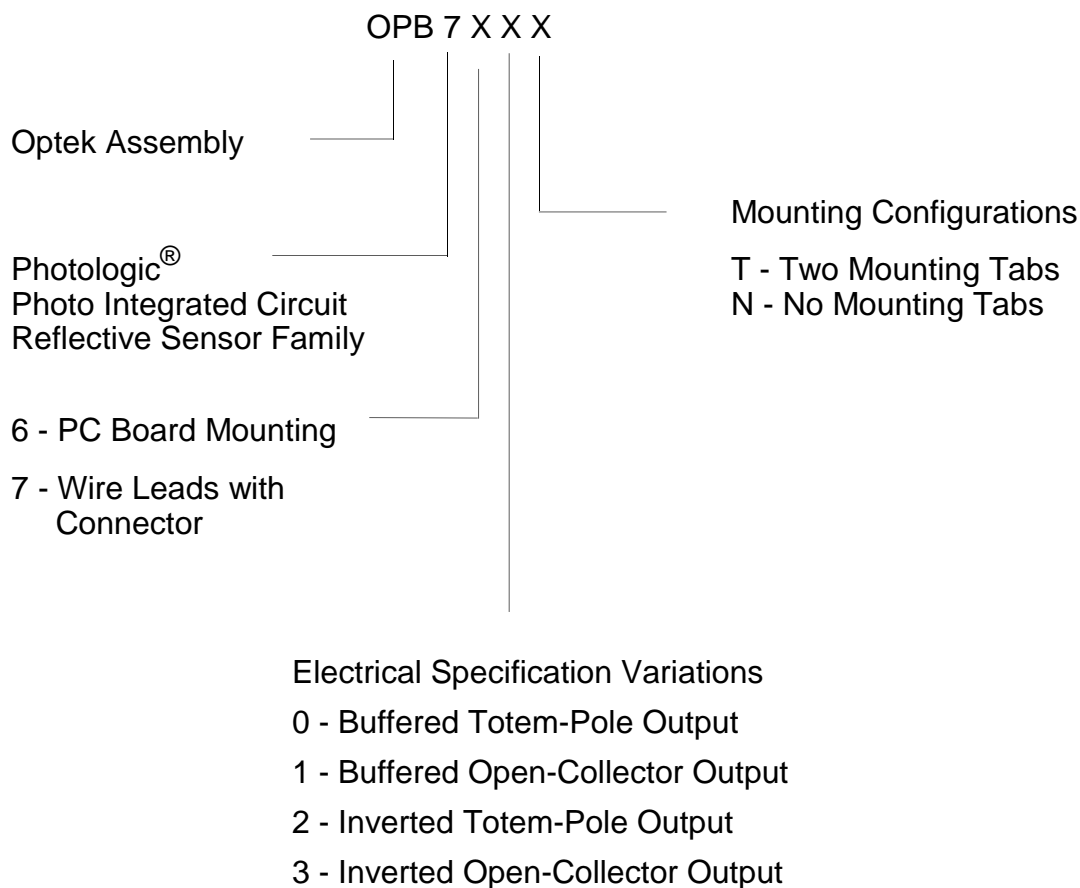 OPB 7 X X X
Optek Assembly
Mounting Configurations
T - Two Mounting Tabs
N - No Mounting Tabs
Photologic®
Photo Integrated Circuit
Reflective Sensor Family
6 - PC Board Mounting
7 - Wire Leads with
Connector
Electrical Specification Variations
0 - Buffered Totem-Pole Output
1 - Buffered Open-Collector Output
2 - Inverted Totem-Pole Output
3 - Inverted Open-Collector Output